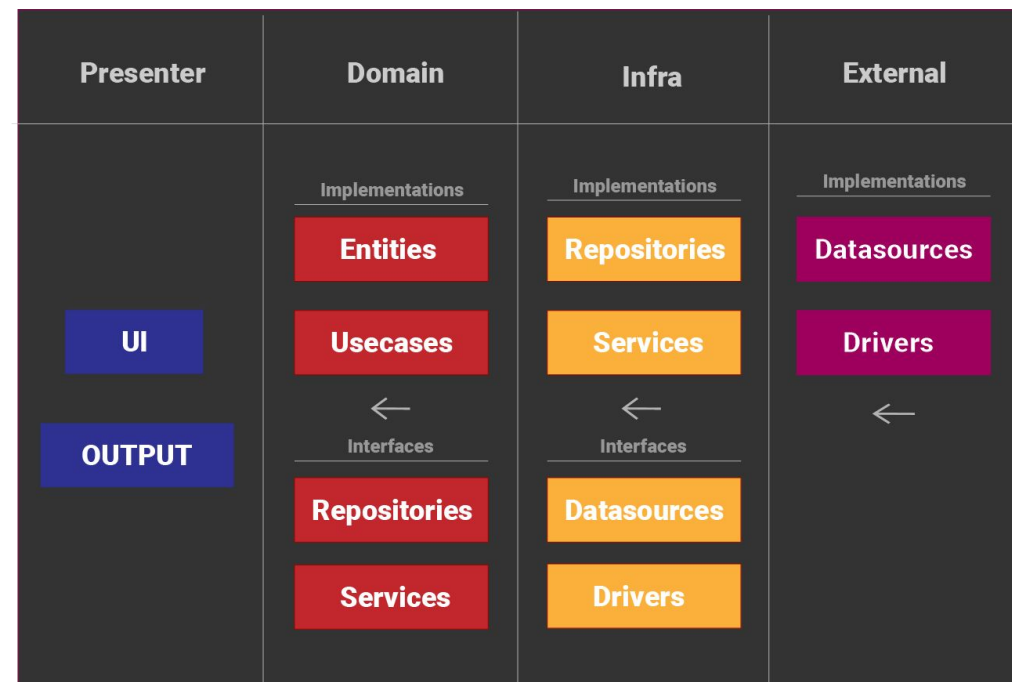 Presenter
Domain
Infra
External
UI
OUTPUT
Implementations
Entities
Usecases
Interfaces
Repositories
Services
Implementations
Repositories
Services
Interfaces
Datasources
Drivers
Implementations
Datasources
Drivers